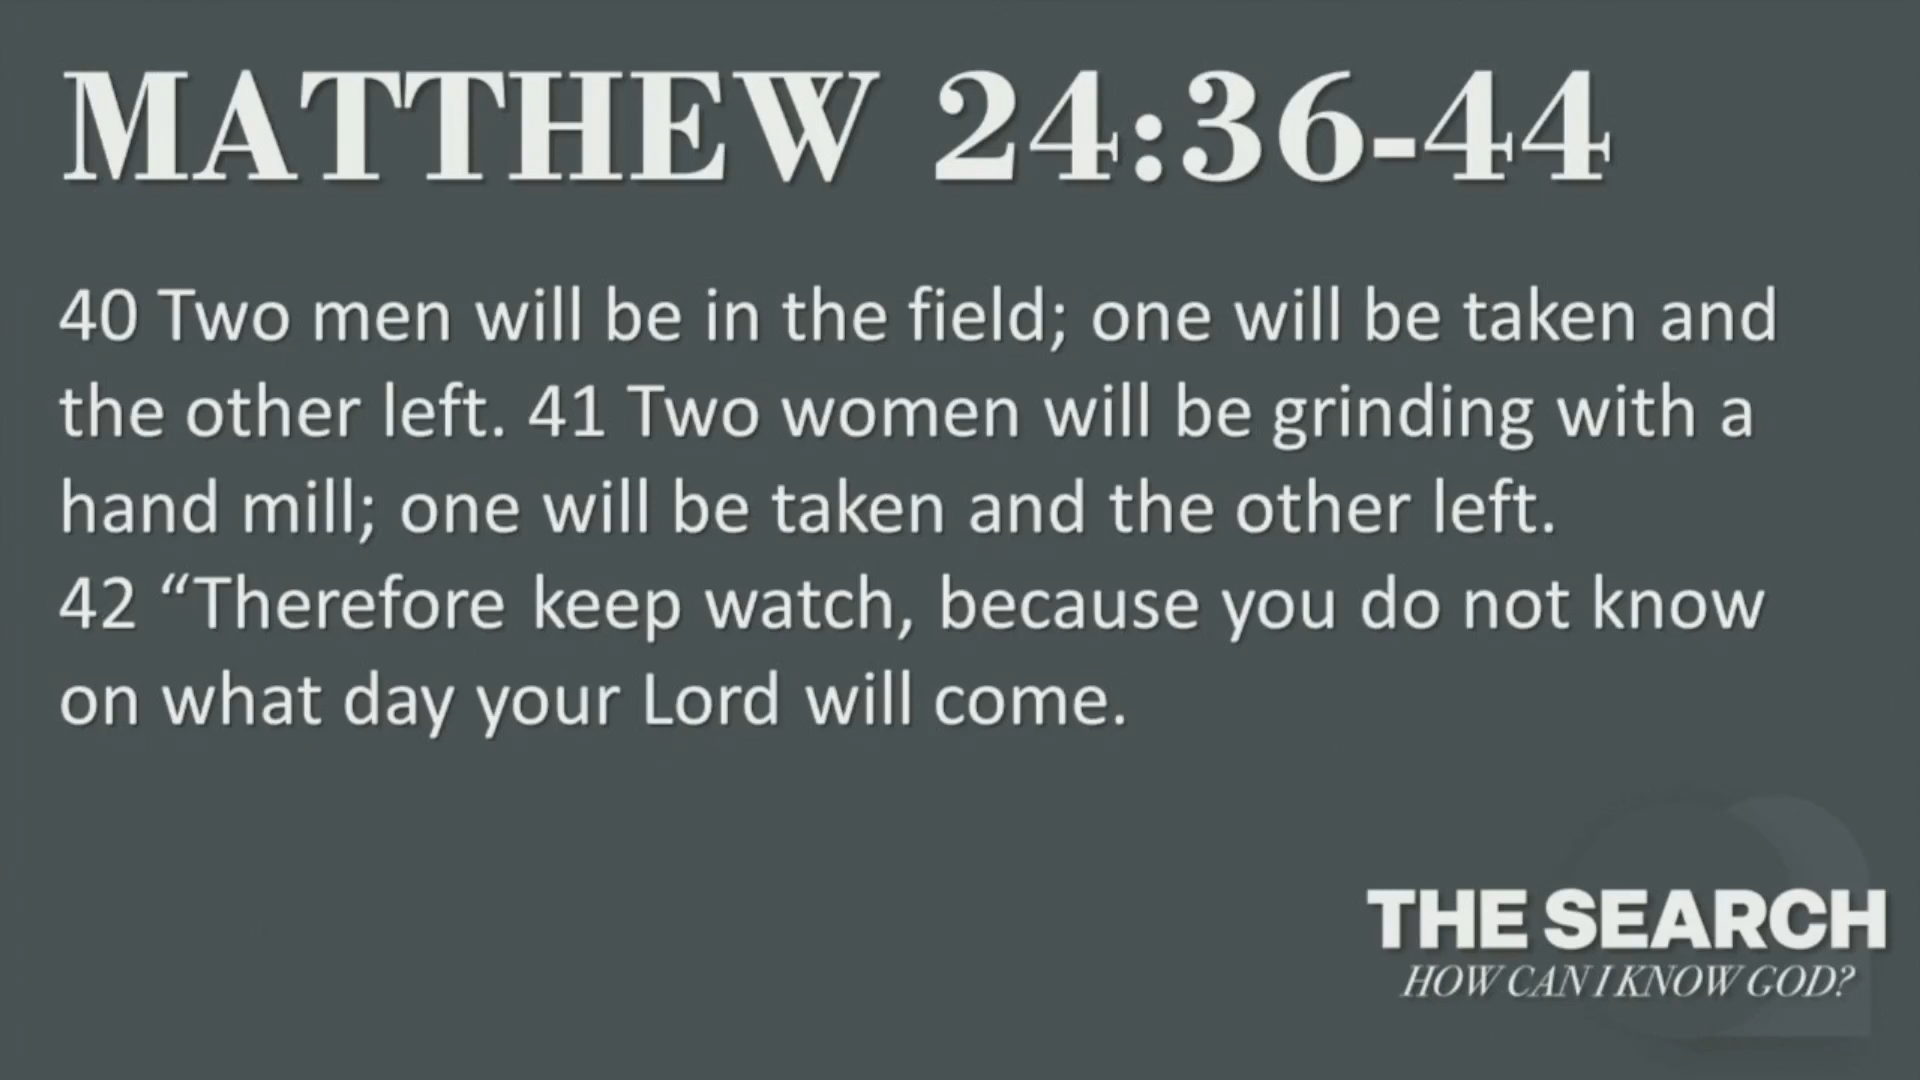 MATTHEW 24:36-44
40 Two men will be in the field; one will be taken and
the other left. 41 Two women will be grinding with a
hand mill; one will be taken and the other left.
42 “Therefore keep watch, because you do not know
on what day your Lord will come.
THE SEARCH
HOW CAN I KNOW GOD?